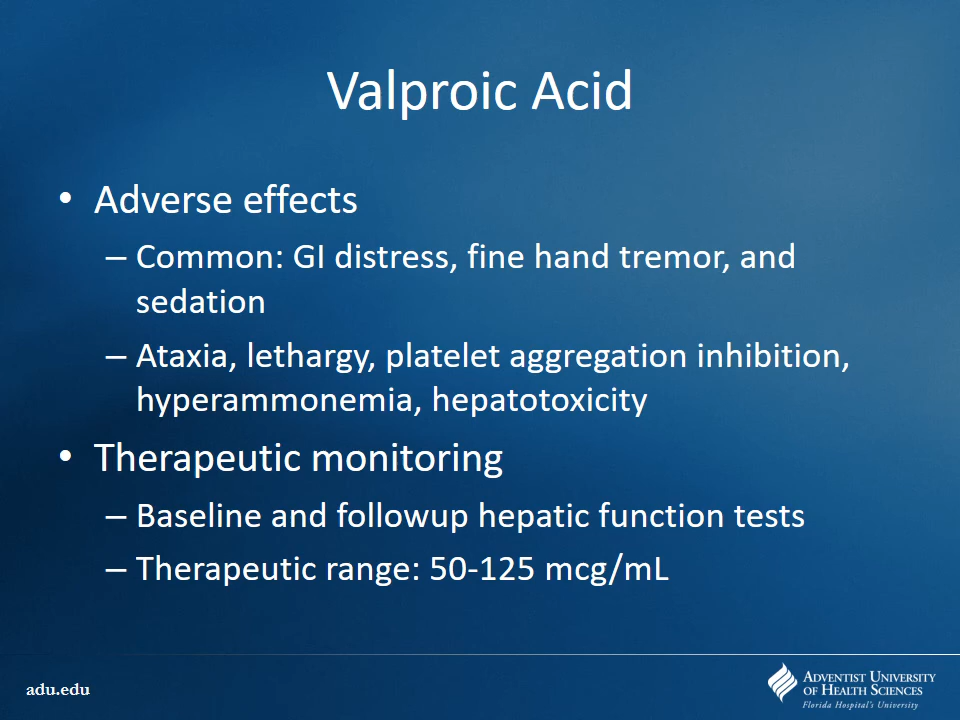 Valproic Acid
• Adverse effects
– Common: GI distress, fine hand tremor, and
sedation
– Ataxia, lethargy, platelet aggregation inhibition,
hyperammonemia, hepatotoxicity
• Therapeutic monitoring
– Baseline and followup hepatic function tests
– Therapeutic range: 50-125 mcg/mL
adu.edu
Adventist University
of Health Sciences
Florida Hospital's University